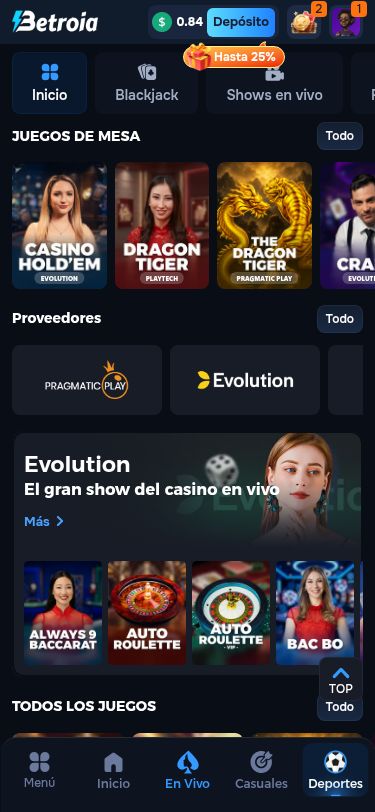 Betroia
0.84
Depósito
2
1
Hasta 25%
Inicio
Blackjack
Shows en vivo
JUEGOS DE MESA
Todo
CASINO
HOLD'EM
EVOLUTION
DRAGON
TIGER
PLAYTECH
THE
DRAGON
TIGER
PRAGMATIC PLAY
Proveedores
Todo
PRAGMATIC PLAY
Evolution
Evolution
El gran show del casino en vivo
Más
ALWAYS 9
BACCARAT
AUTO
ROULETTE
AUTO
ROULETTE
- VIP -
BAC BO
TOP
TODOS LOS JUEGOS
Todo
Menú
Inicio
En Vivo
Casuales
Deportes